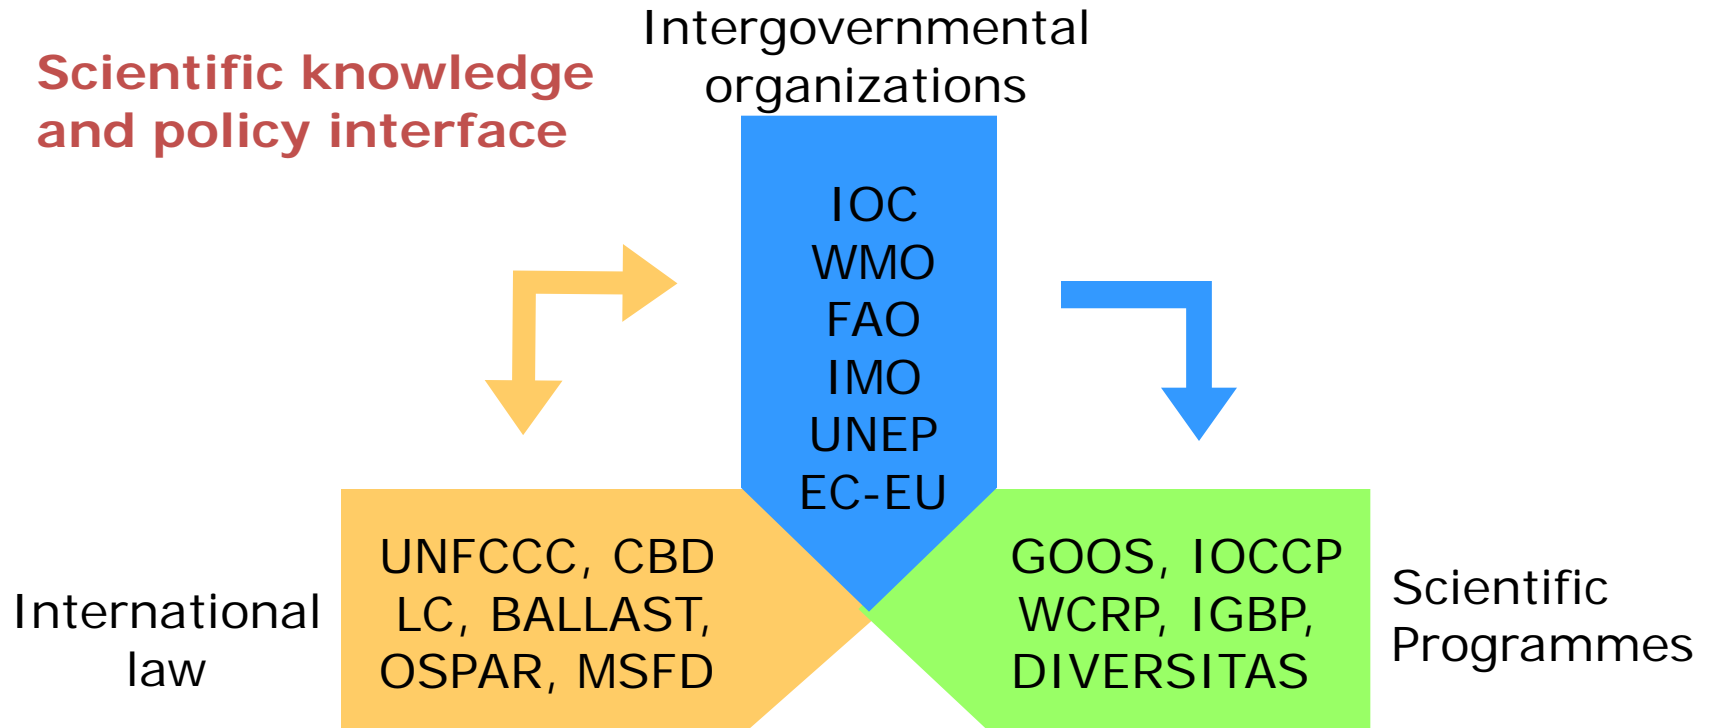 Scientific knowledge
and policy interface
Intergovernmental
organizations
IOC
WMO
FAO
IMO
UNEP
EC-EU
International
law
UNFCCC, CBD
LC, BALLAST,
OSPAR, MSFD
GOOS, IOCCP
WCRP, IGBP,
DIVERSITAS
Scientific
Programmes